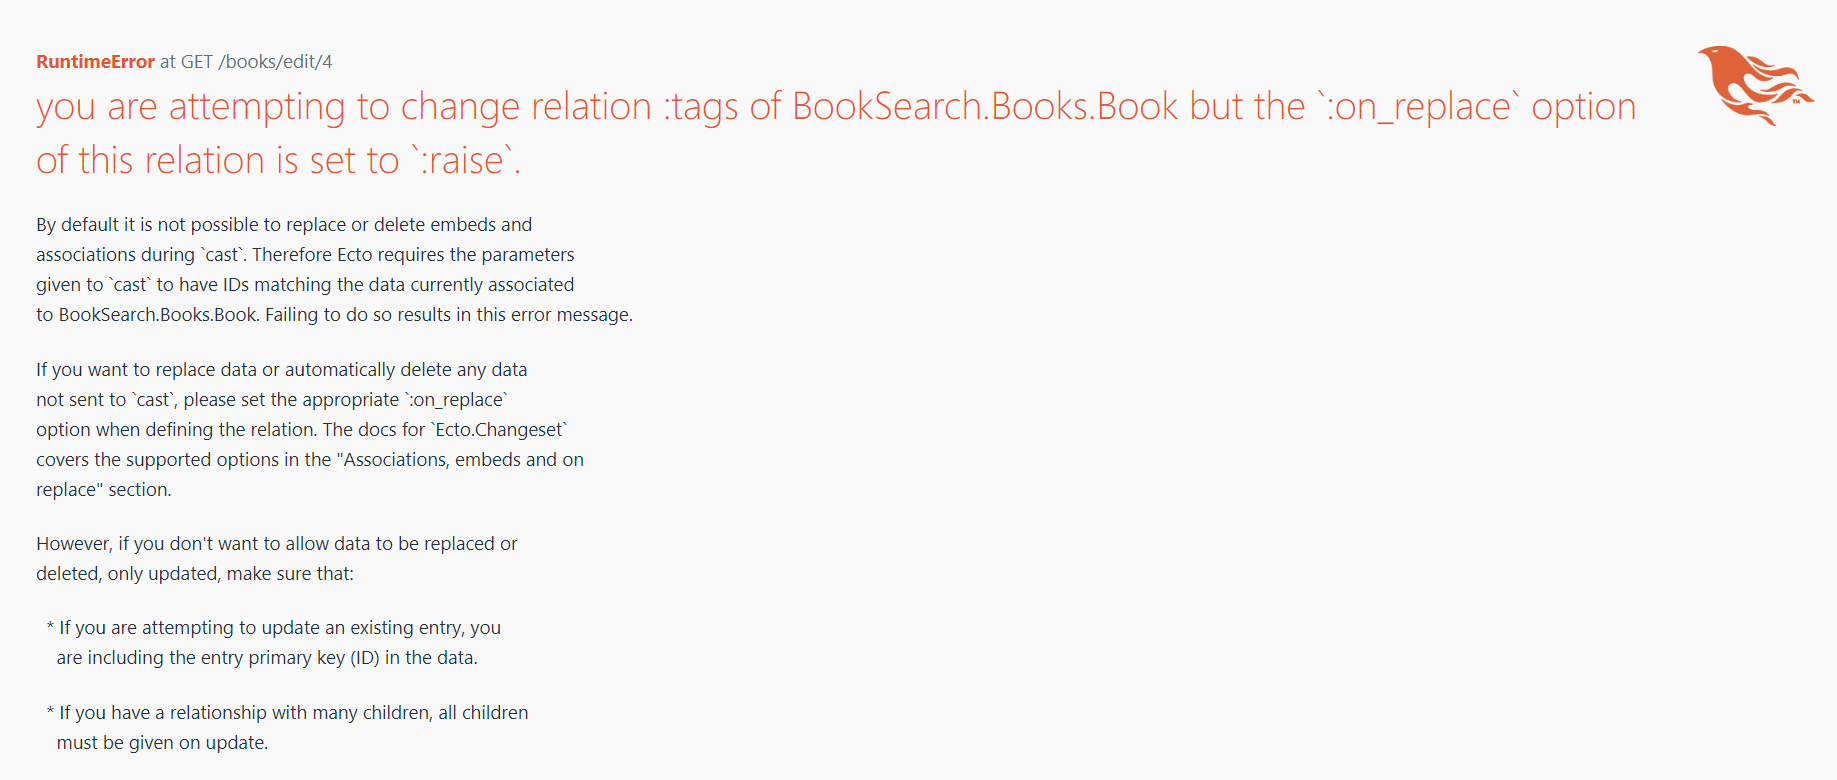 RuntimeError at GET /books/edit/4
you are attempting to change relation :tags of BookSearch.Books.Book but the `:on_replace` option
of this relation is set to `:raise`.
By default it is not possible to replace or delete embeds and
associations during `cast`. Therefore Ecto requires the parameters
given to `cast` to have IDs matching the data currently associated
to BookSearch.Books.Book. Failing to do so results in this error message.
If you want to replace data or automatically delete any data
not sent to `cast`, please set the appropriate `:on_replace`
option when defining the relation. The docs for `Ecto.Changeset`
covers the supported options in the "Associations, embeds and on
replace" section.
However, if you don't want to allow data to be replaced or
deleted, only updated, make sure that:
* If you are attempting to update an existing entry, you
are including the entry primary key (ID) in the data.
* If you have a relationship with many children, all children
must be given on update.
TM